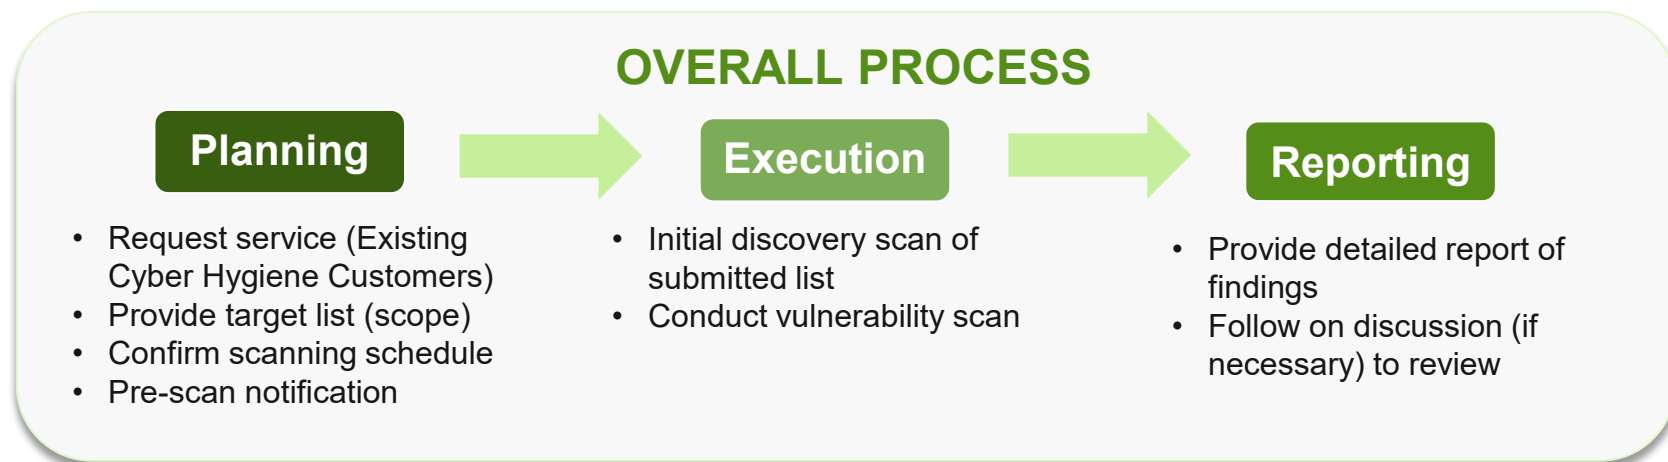 OVERALL PROCESS
Planning
• Request service (Existing
Cyber Hygiene Customers)
• Provide target list (scope)
• Confirm scanning schedule
• Pre-scan notification
Execution
• Initial discovery scan of
submitted list
• Conduct vulnerability scan
Reporting
• Provide detailed report of
findings
• Follow on discussion (if
necessary) to review